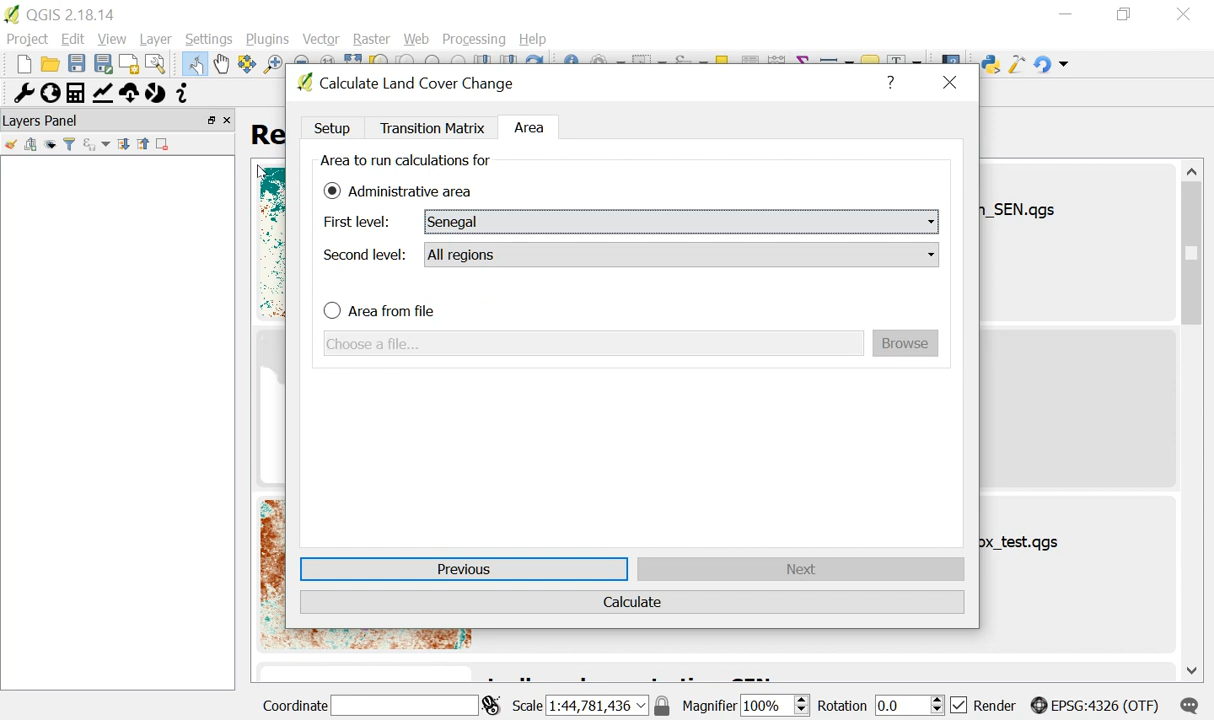 QGIS 2.18.14
Project Edit View Layer Settings Plugins Vector Raster Web Processing Help
Calculate Land Cover Change
?
Layers Panel
Re
Setup Transition Matrix Area
Area to run calculations for
Administrative area
First level: Senegal
n_SEN.qgs
Second level: All regions
Area from file
Choose a file... Browse
ox_test.qgs
Previous Next
Calculate
Coordinate Scale 1:44,781,436 Magnifier 100% Rotation 0.0 Render EPSG:4326 (OTF)